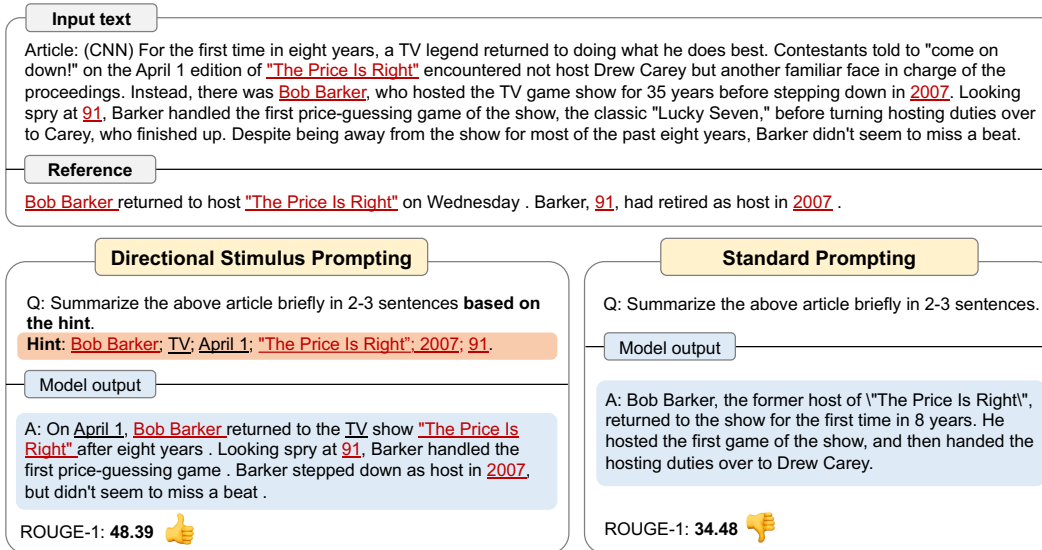 Input text
Article: (CNN) For the first time in eight years, a TV legend returned to doing what he does best. Contestants told to "come on
down!" on the April 1 edition of "The Price Is Right" encountered not host Drew Carey but another familiar face in charge of the
proceedings. Instead, there was Bob Barker, who hosted the TV game show for 35 years before stepping down in 2007. Looking
spry at 91, Barker handled the first price-guessing game of the show, the classic "Lucky Seven," before turning hosting duties over
to Carey, who finished up. Despite being away from the show for most of the past eight years, Barker didn't seem to miss a beat.
Reference
Bob Barker returned to host "The Price Is Right" on Wednesday . Barker, 91, had retired as host in 2007 .
Directional Stimulus Prompting
Q: Summarize the above article briefly in 2-3 sentences based on
the hint.
Hint: Bob Barker; TV; April 1; "The Price Is Right"; 2007; 91.
Model output
A: On April 1, Bob Barker returned to the TV show "The Price Is
Right" after eight years . Looking spry at 91, Barker handled the
first price-guessing game . Barker stepped down as host in 2007,
but didn't seem to miss a beat .
ROUGE-1: 48.39
Standard Prompting
Q: Summarize the above article briefly in 2-3 sentences.
Model output
A: Bob Barker, the former host of \"The Price Is Right\",
returned to the show for the first time in 8 years. He
hosted the first game of the show, and then handed the
hosting duties over to Drew Carey.
ROUGE-1: 34.48